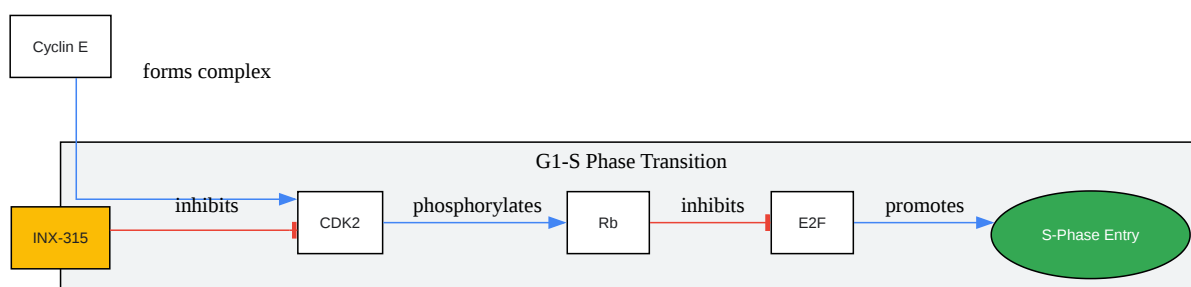 Cyclin E
forms complex
G1-S Phase Transition
inhibits
phosphorylates
inhibits
promotes
INX-315
CDK2
Rb
E2F
S-Phase Entry